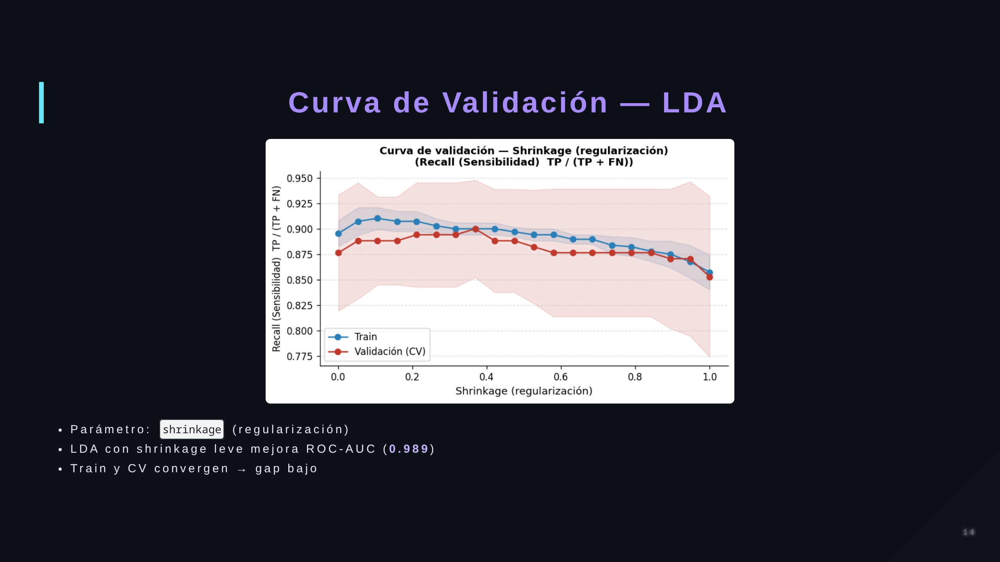 Curva de Validación — LDA
Curva de validación — Shrinkage (regularización)
(Recall (Sensibilidad)  TP / (TP + FN))
Recall (Sensibilidad)  TP / (TP + FN)
0.950
0.925
0.900
0.875
0.850
0.825
0.800
0.775
Train
Validación (CV)
0.0 0.2 0.4 0.6 0.8 1.0
Shrinkage (regularización)
• Parámetro: shrinkage (regularización)
• LDA con shrinkage leve mejora ROC-AUC (0.989)
• Train y CV convergen → gap bajo
14